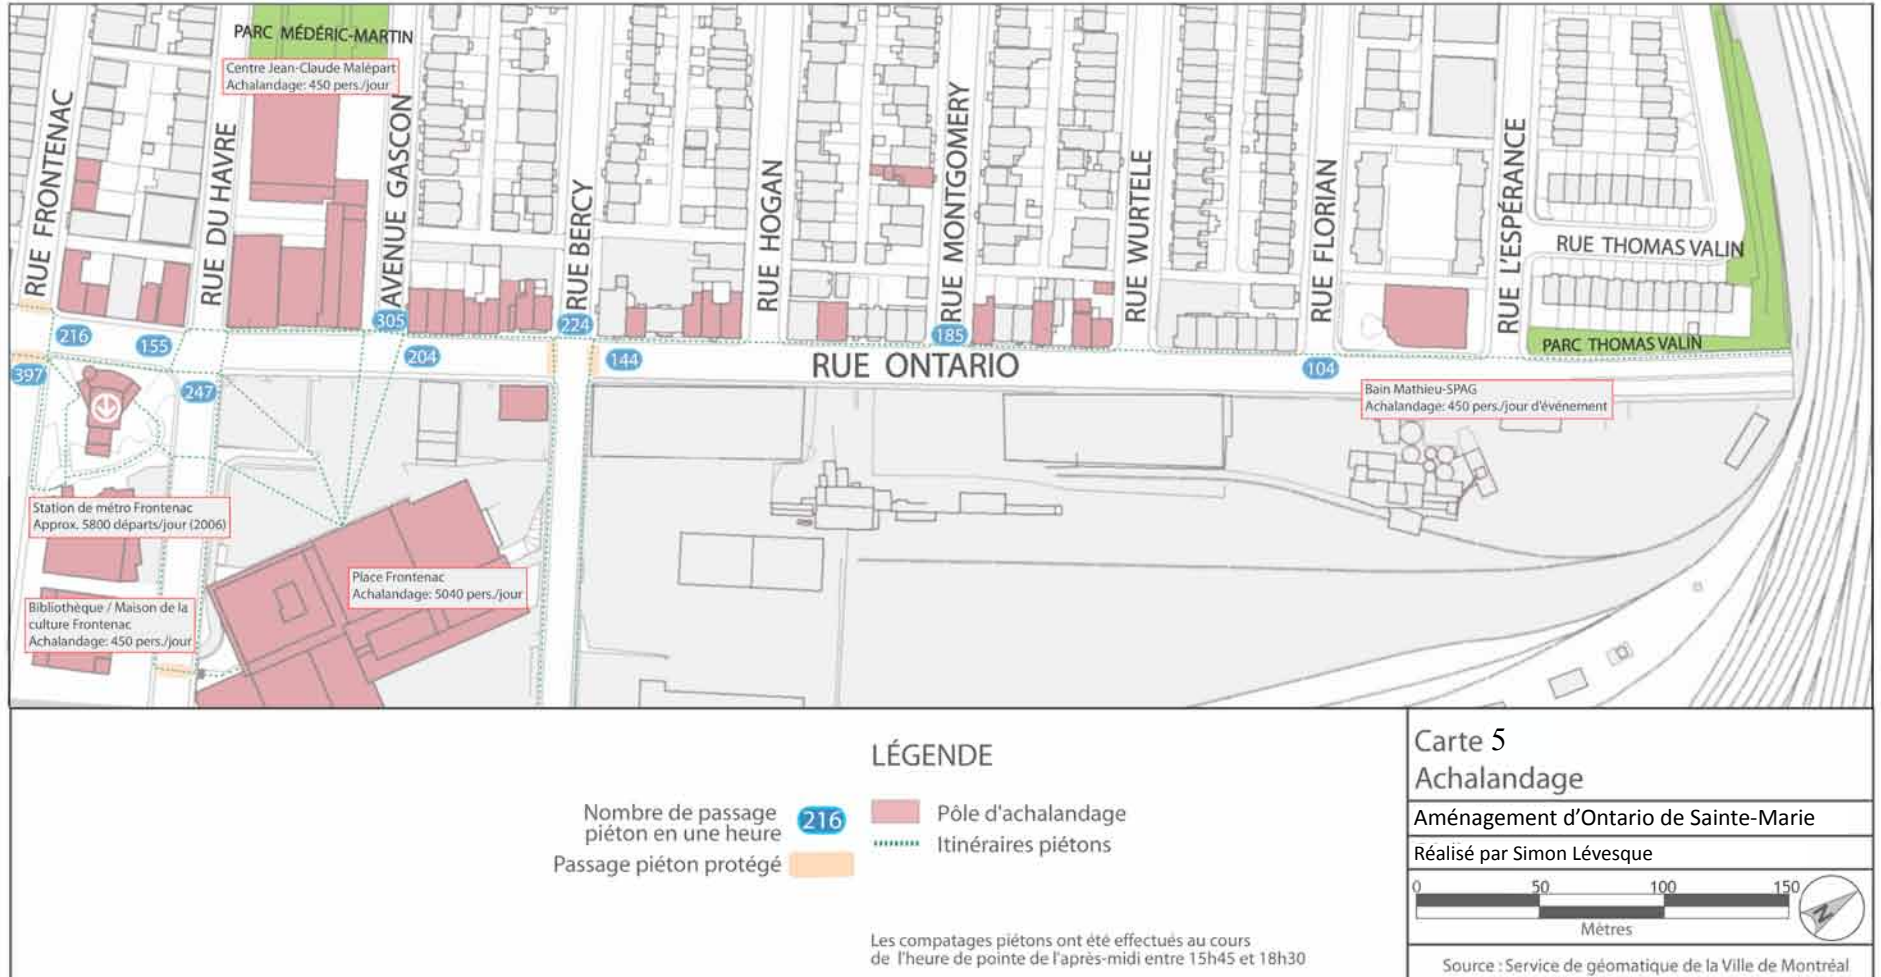 PARC MÉDÉRIC-MARTIN
Centre Jean-Claude Malépart
Achalandage: 450 pers./jour
RUE FRONTENAC
RUE DU HAVRE
AVENUE GASCON
RUE BERCY
RUE HOGAN
RUE MONTGOMERY
RUE WURTELE
RUE FLORIAN
RUE L'ESPÉRANCE
RUE THOMAS VALIN
PARC THOMAS VALIN
216
155
305
224
185
397
247
204
144
104
RUE ONTARIO
Bain Mathieu-SPAG
Achalandage: 450 pers./jour d'événement
Station de métro Frontenac
Approx. 5800 départs/jour (2006)
Place Frontenac
Achalandage: 5040 pers./jour
Bibliothèque / Maison de la
culture Frontenac
Achalandage: 450 pers./jour
LÉGENDE
Nombre de passage
piéton en une heure
216
Passage piéton protégé
Pôle d'achalandage
Itinéraires piétons
Les compatages piétons ont été effectués au cours
de l'heure de pointe de l'après-midi entre 15h45 et 18h30
Carte 5
Achalandage
Aménagement d'Ontario de Sainte-Marie
Réalisé par Simon Lévesque
0 50 100 150
Mètres
N
Source : Service de géomatique de la Ville de Montréal